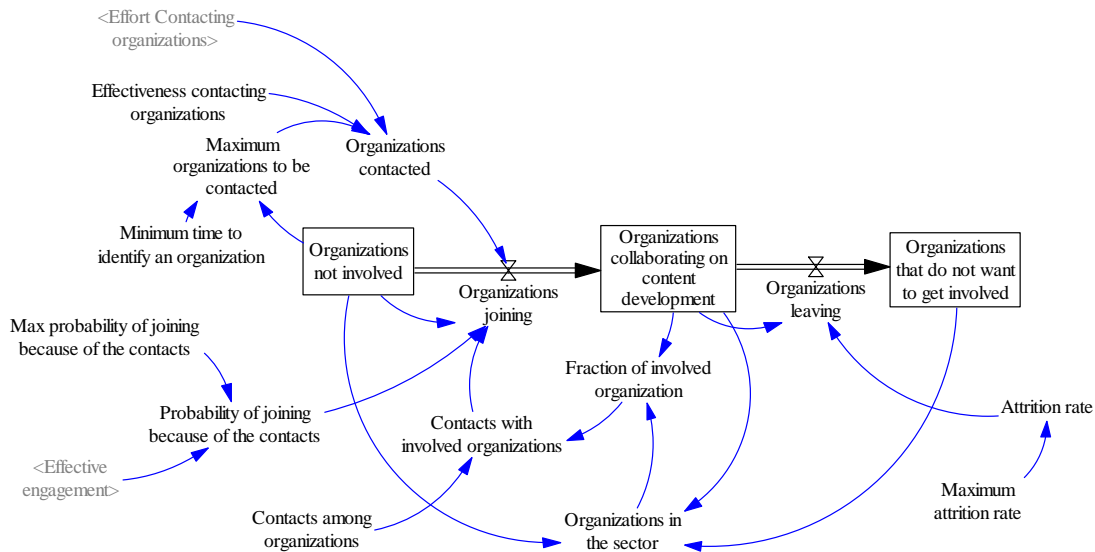 <Effort Contacting
organizations>
Effectiveness contacting
organizations
Maximum
organizations to be
contacted
Organizations
contacted
Minimum time to
identify an organization
Organizations
not involved
Organizations
joining
Organizations
collaborating on
content
development
Organizations
leaving
Organizations
that do not want
to get involved
Max probability of joining
because of the contacts
Probability of joining
because of the contacts
<Effective
engagement>
Fraction of involved
organization
Contacts with
involved organizations
Contacts among
organizations
Organizations in
the sector
Attrition rate
Maximum
attrition rate